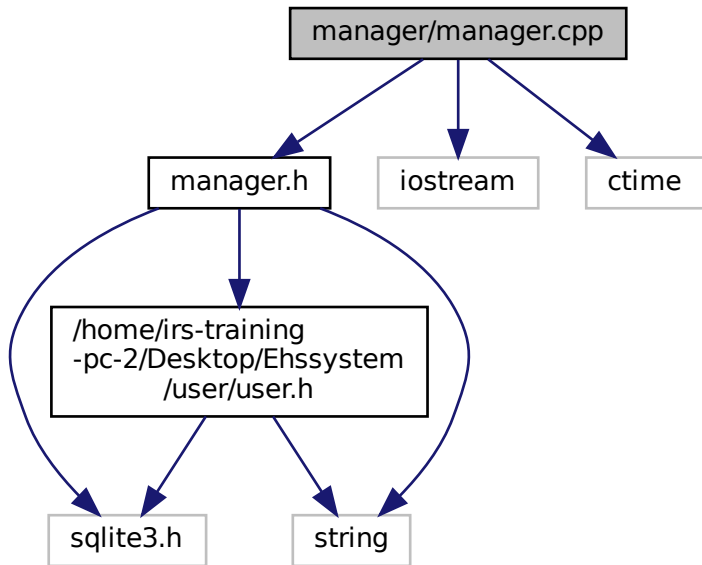 manager/manager.cpp
manager.h
iostream
ctime
/home/irs-training
-pc-2/Desktop/Ehssystem
/user/user.h
sqlite3.h
string